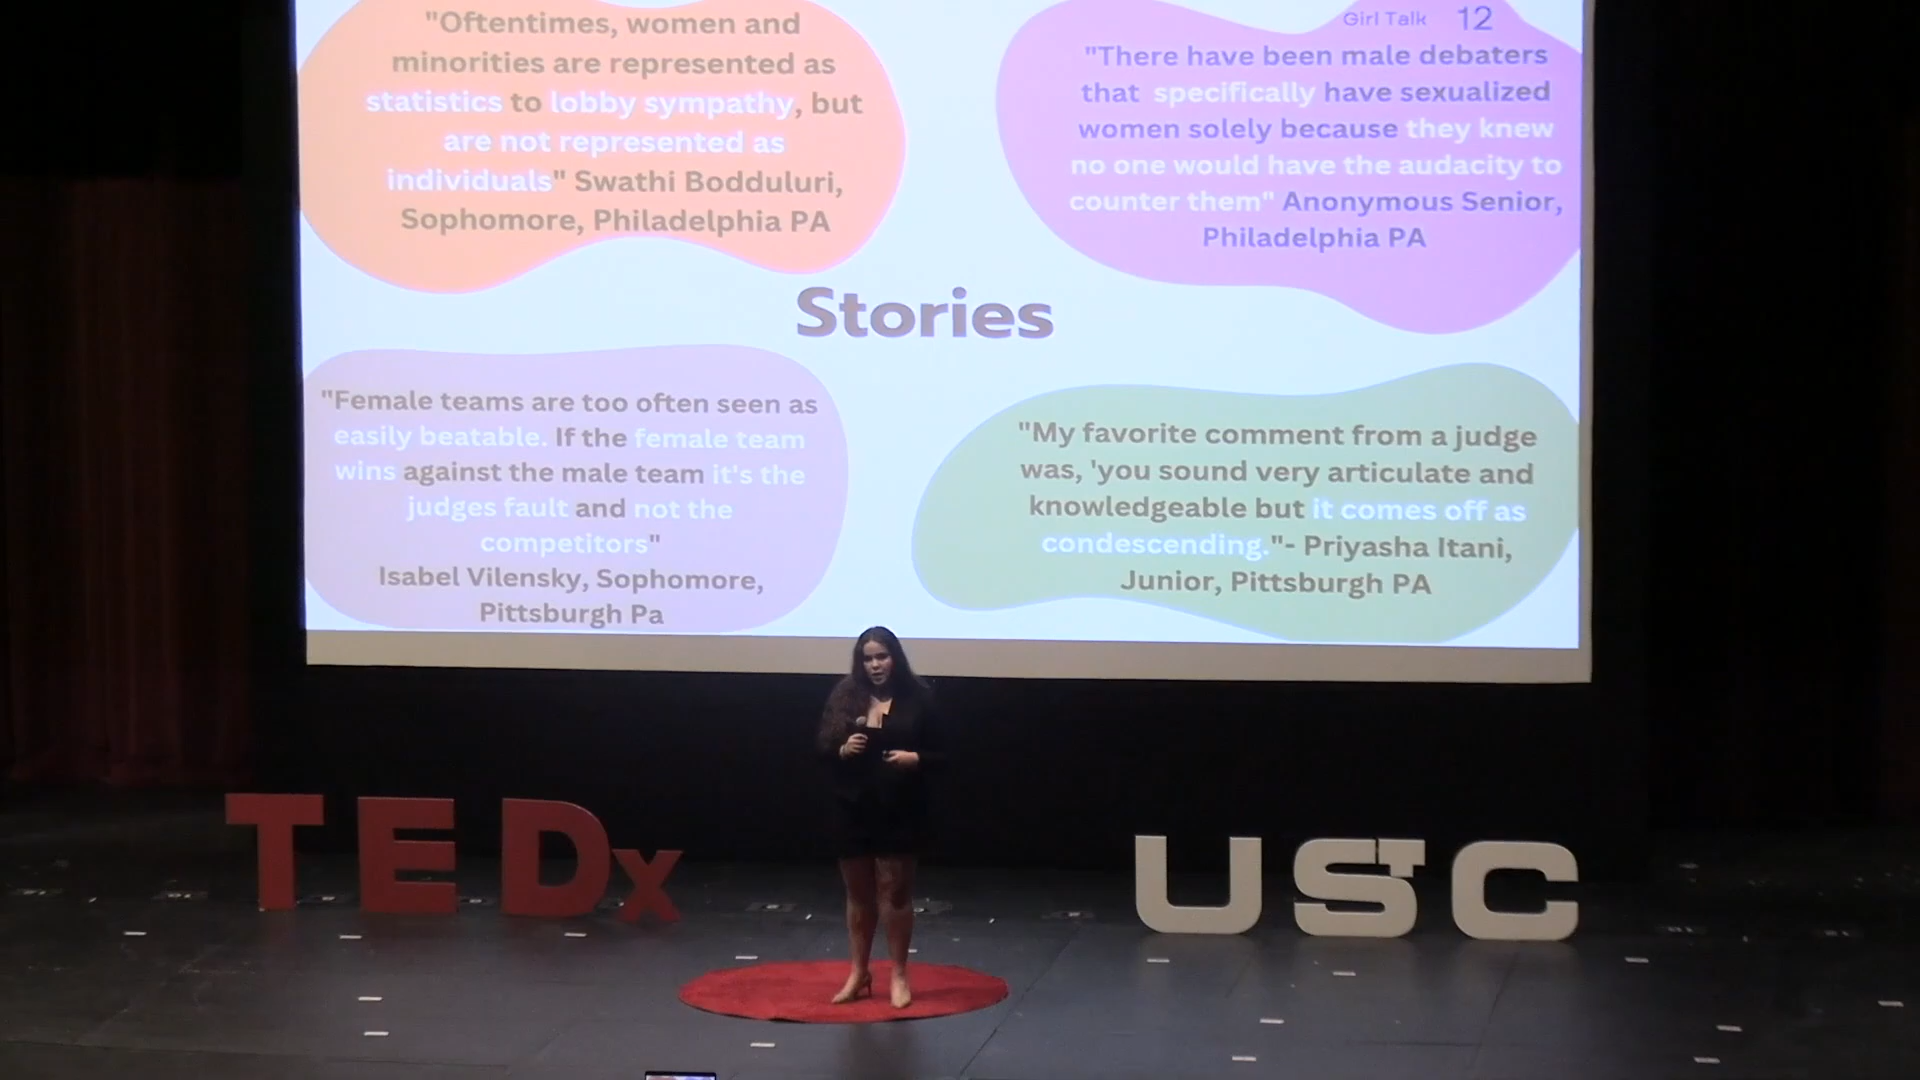 "Oftentimes, women and
minorities are represented as
statistics to lobby sympathy, but
are not represented as
individuals" Swathi Bodduluri,
Sophomore, Philadelphia PA
Girl Talk 12
"There have been male debaters
that specifically have sexualized
women solely because they knew
no one would have the audacity to
counter them" Anonymous Senior,
Philadelphia PA
Stories
"Female teams are too often seen as
easily beatable. If the female team
wins against the male team it's the
judges fault and not the
competitors"
Isabel Vilensky, Sophomore,
Pittsburgh Pa
"My favorite comment from a judge
was, 'you sound very articulate and
knowledgeable but it comes off as
condescending."- Priyasha Itani,
Junior, Pittsburgh PA
TEDx
USTC